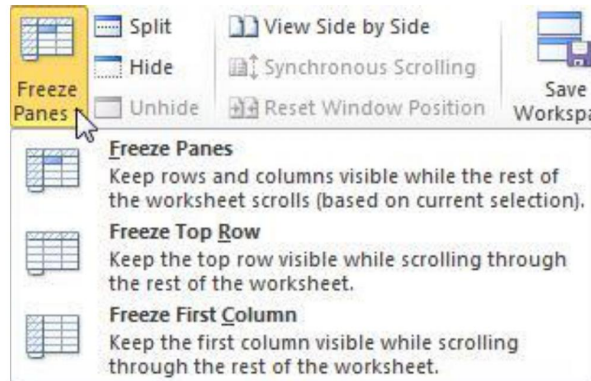 Split
View Side by Side
Hide
Synchronous Scrolling
Freeze
Panes
Unhide
Reset Window Position
Save
Workspa
Freeze Panes
Keep rows and columns visible while the rest of
the worksheet scrolls (based on current selection).
Freeze Top Row
Keep the top row visible while scrolling through
the rest of the worksheet.
Freeze First Column
Keep the first column visible while scrolling
through the rest of the worksheet.